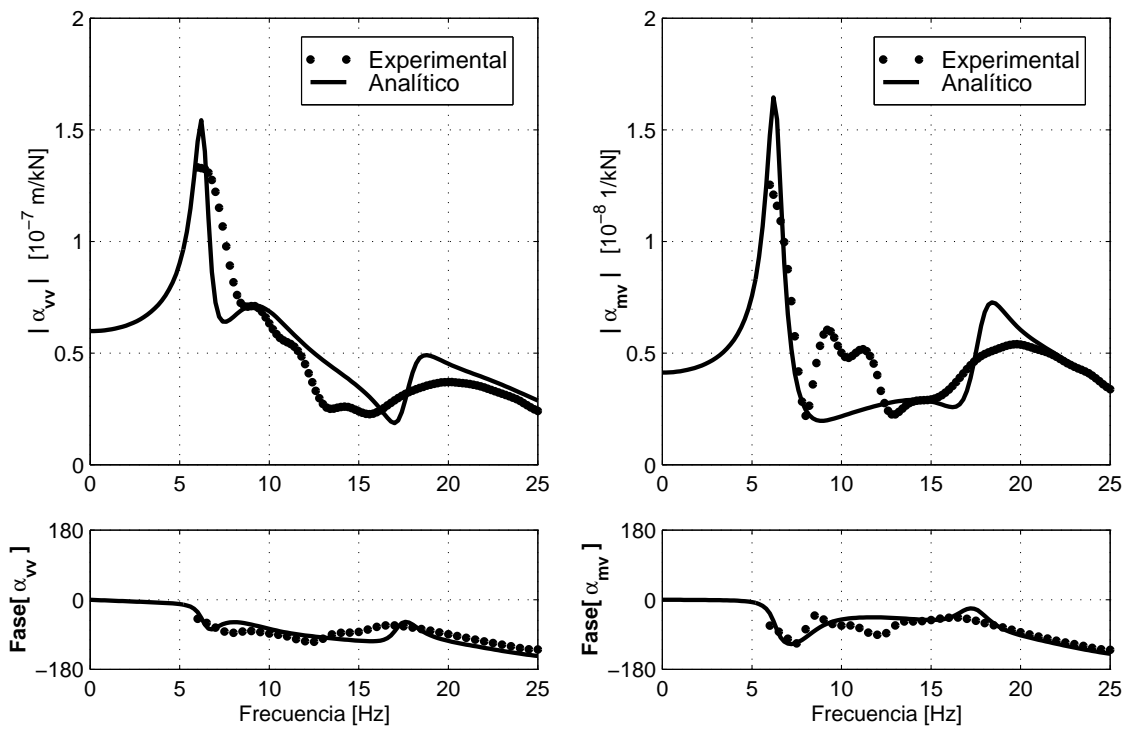 2
1.5
1
0.5
0
0 5 10 15 20 25
| α_vv | [10^−7 m/kN]
Experimental
Analítico
2
1.5
1
0.5
0
0 5 10 15 20 25
| α_mv | [10^−8 1/kN]
Experimental
Analítico
180
0
−180
0 5 10 15 20 25
Fase[ α_vv ]
Frecuencia [Hz]
180
0
−180
0 5 10 15 20 25
Fase[ α_mv ]
Frecuencia [Hz]